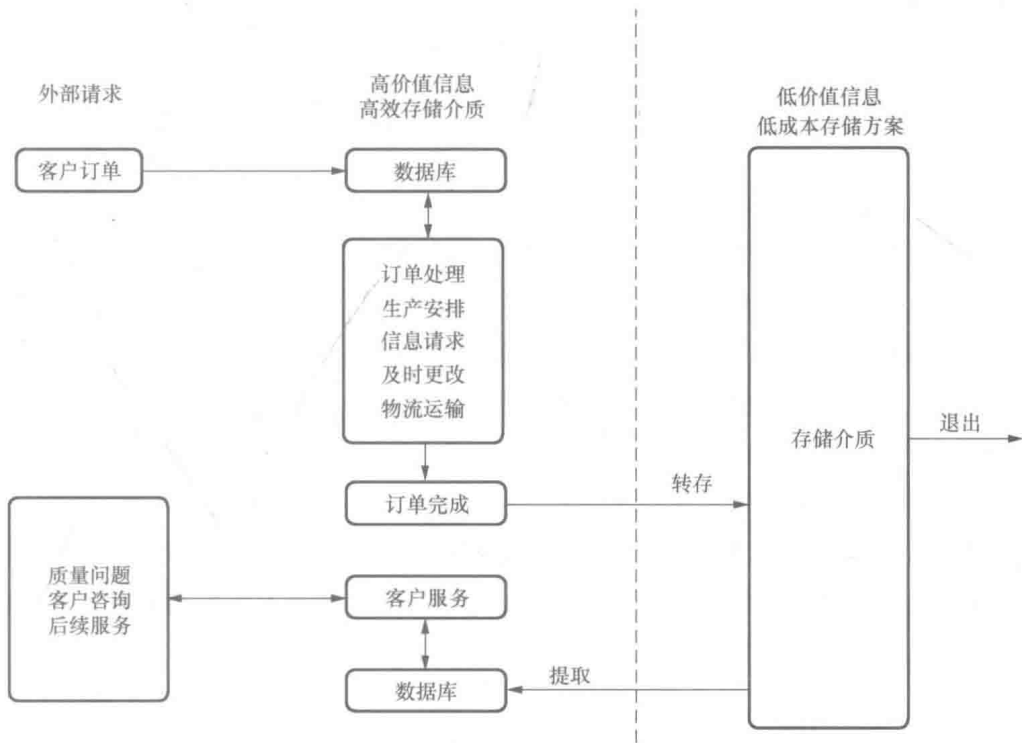 外部请求
高价值信息
高效存储介质
低价值信息
低成本存储方案
客户订单
数据库
订单处理
生产安排
信息请求
及时更改
物流运输
存储介质
退出
订单完成
转存
质量问题
客户咨询
后续服务
客户服务
数据库
提取